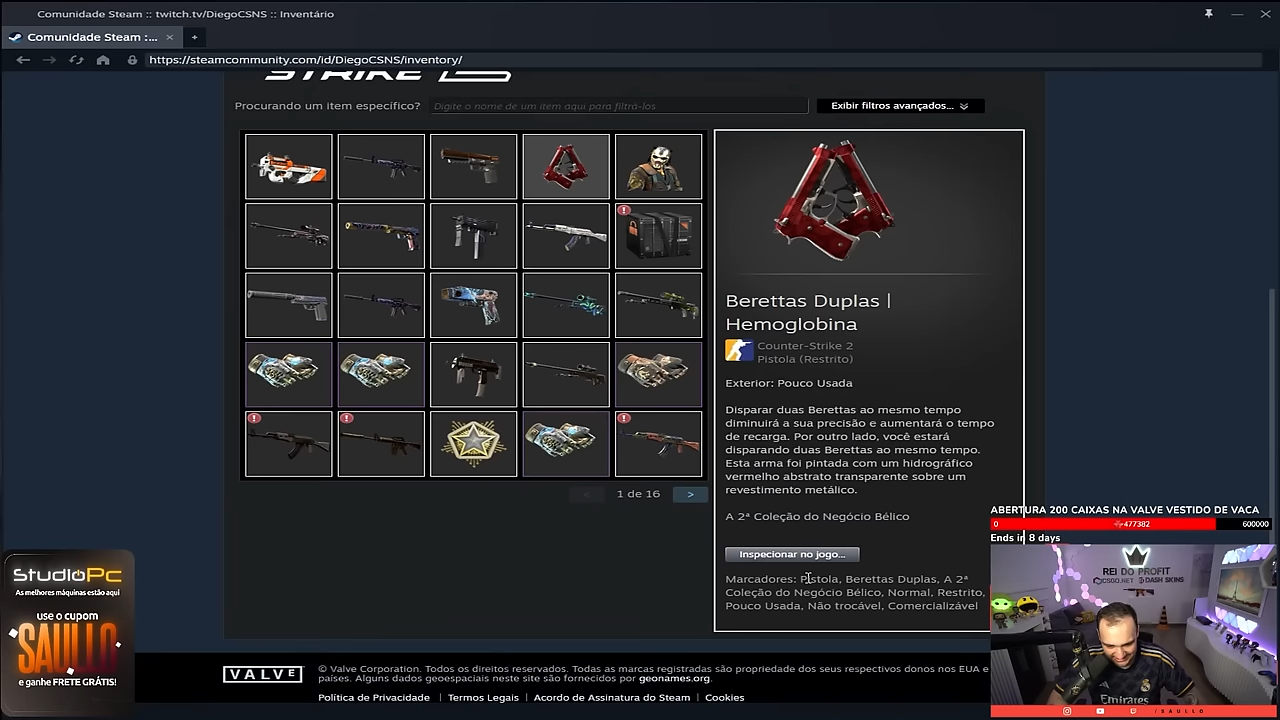 Comunidade Steam :: twitch.tv/DiegoCSNS :: Inventário
Comunidade Steam :...
https://steamcommunity.com/id/DiegoCSNS/inventory/
STRIKE
Procurando um item específico?
Digite o nome de um item aqui para filtrá-los
Exibir filtros avançados...
Berettas Duplas |
Hemoglobina
Counter-Strike 2
Pistola (Restrito)
Exterior: Pouco Usada
Disparar duas Berettas ao mesmo tempo
diminuirá a sua precisão e aumentará o tempo
de recarga. Por outro lado, você estará
disparando duas Berettas ao mesmo tempo.
Esta arma foi pintada com um hidrográfico
vermelho abstrato transparente sobre um
revestimento metálico.
A 2ª Coleção do Negócio Bélico
Inspecionar no jogo...
Marcadores: Pistola, Berettas Duplas, A 2ª
Coleção do Negócio Bélico, Normal, Restrito,
Pouco Usada, Não trocável, Comercializável
< 1 de 16 >
ABERTURA 200 CAIXAS NA VALVE VESTIDO DE VACA
0
477382
600000
Ends in 8 days
REI DO PROFIT
CSGO.NET
DASH SKINS
Emirates
/SAULLO
StudioPC
As melhores máquinas estão aqui
use o cupom
SAULLO
e ganhe FRETE GRÁTIS!
VALVE
© Valve Corporation. Todos os direitos reservados. Todas as marcas registradas são propriedade dos seus respectivos donos nos EUA e
países. Alguns dados geoespaciais neste site são fornecidos por geonames.org.
Política de Privacidade | Termos Legais | Acordo de Assinatura do Steam | Cookies